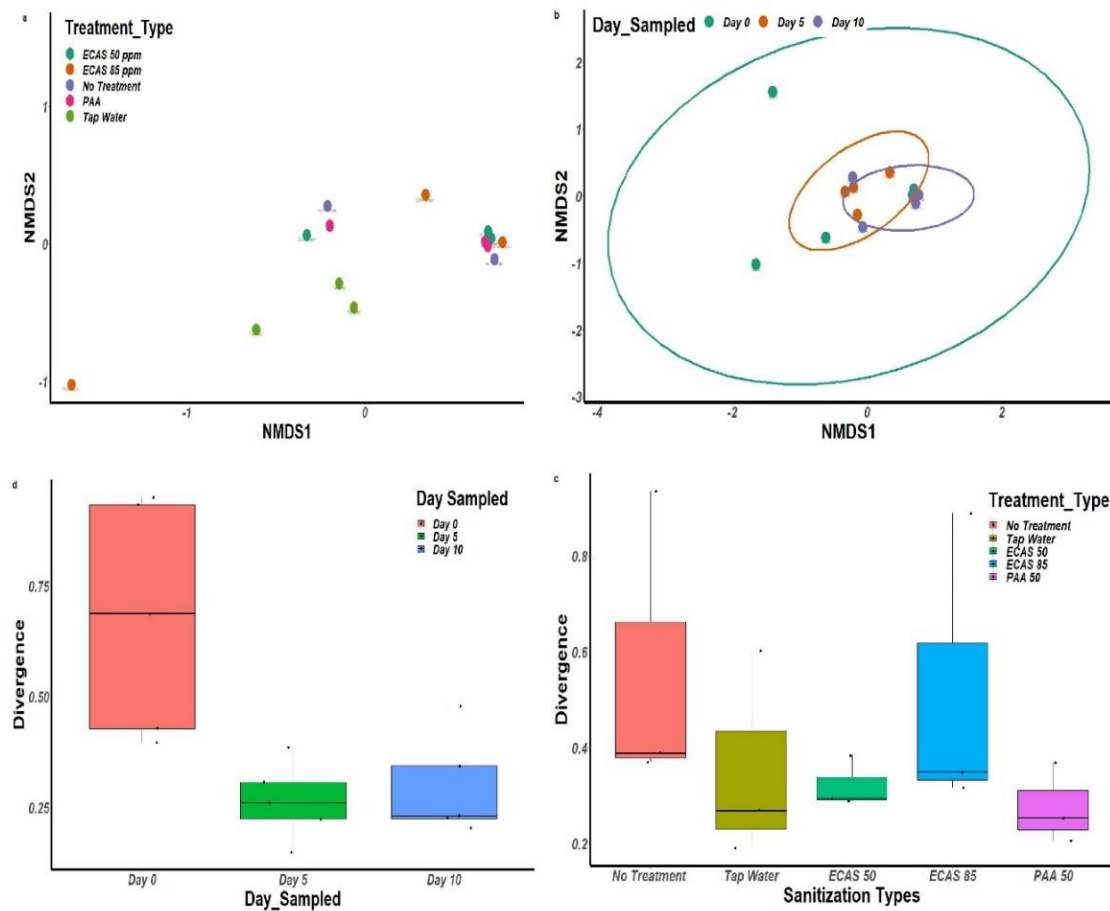 a
Treatment_Type
ECAS 50 ppm
ECAS 85 ppm
No Treatment
PAA
Tap Water
1
0
-1
NMDS2
-1
0
NMDS1
b
Day_Sampled
Day 0
Day 5
Day 10
2
1
0
-1
-2
-3
NMDS2
-4
-2
0
2
NMDS1
d
Day Sampled
Day 0
Day 5
Day 10
0.75
0.50
0.25
Divergence
Day 0
Day 5
Day 10
Day_Sampled
c
Treatment_Type
No Treatment
Tap Water
ECAS 50
ECAS 85
PAA 50
0.8
0.6
0.4
0.2
Divergence
No Treatment
Tap Water
ECAS 50
ECAS 85
PAA 50
Sanitization Types